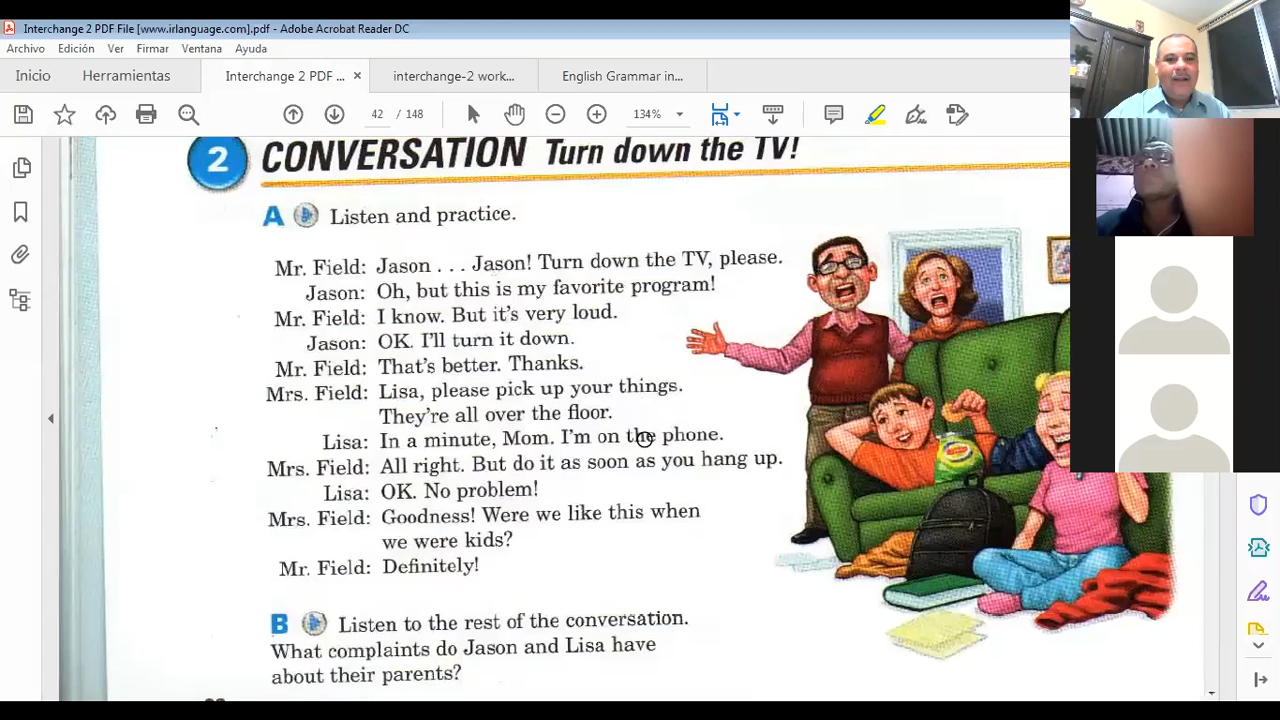 Interchange 2 PDF File [www.irlanguage.com].pdf - Adobe Acrobat Reader DC
Archivo Edición Ver Firmar Ventana Ayuda
Inicio Herramientas Interchange 2 PDF ... × interchange-2 work... English Grammar in...
42 / 148 134%
2 CONVERSATION Turn down the TV!
A Listen and practice.
Mr. Field: Jason . . . Jason! Turn down the TV, please.
Jason: Oh, but this is my favorite program!
Mr. Field: I know. But it's very loud.
Jason: OK. I'll turn it down.
Mr. Field: That's better. Thanks.
Mrs. Field: Lisa, please pick up your things.
They're all over the floor.
Lisa: In a minute, Mom. I'm on the phone.
Mrs. Field: All right. But do it as soon as you hang up.
Lisa: OK. No problem!
Mrs. Field: Goodness! Were we like this when
we were kids?
Mr. Field: Definitely!
B Listen to the rest of the conversation.
What complaints do Jason and Lisa have
about their parents?